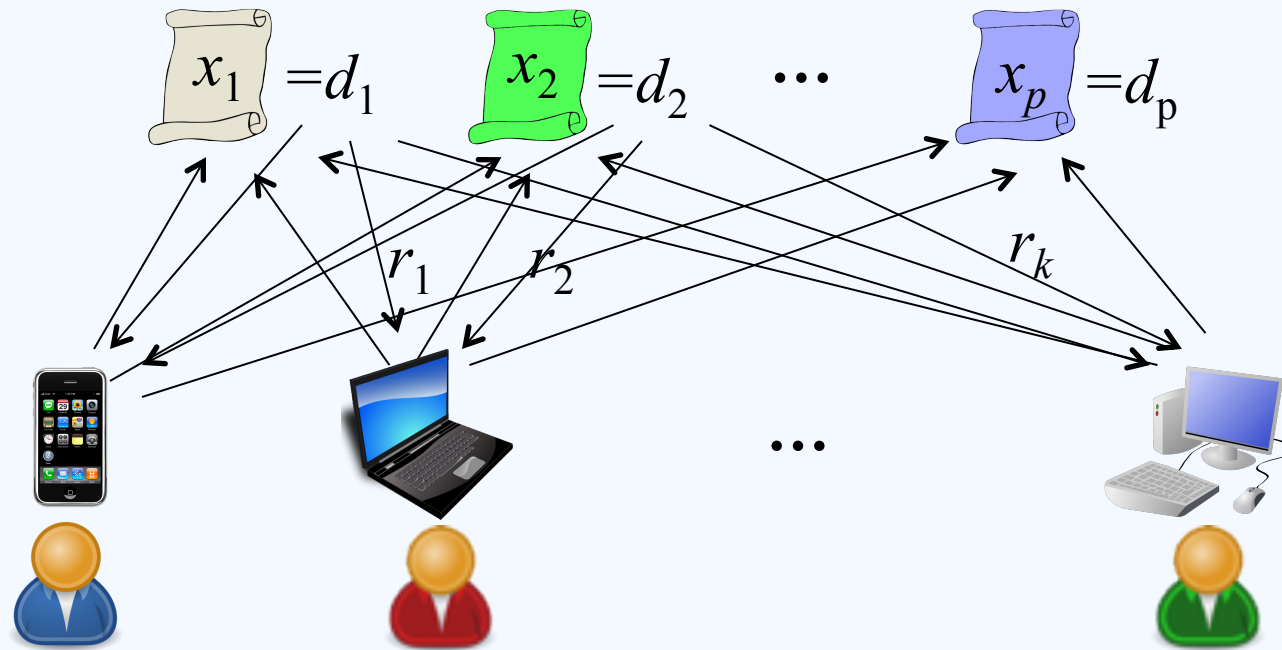 x₁ =d₁ x₂ =d₂ ... xₚ =dₚ
r₁ r₂ rₖ
...